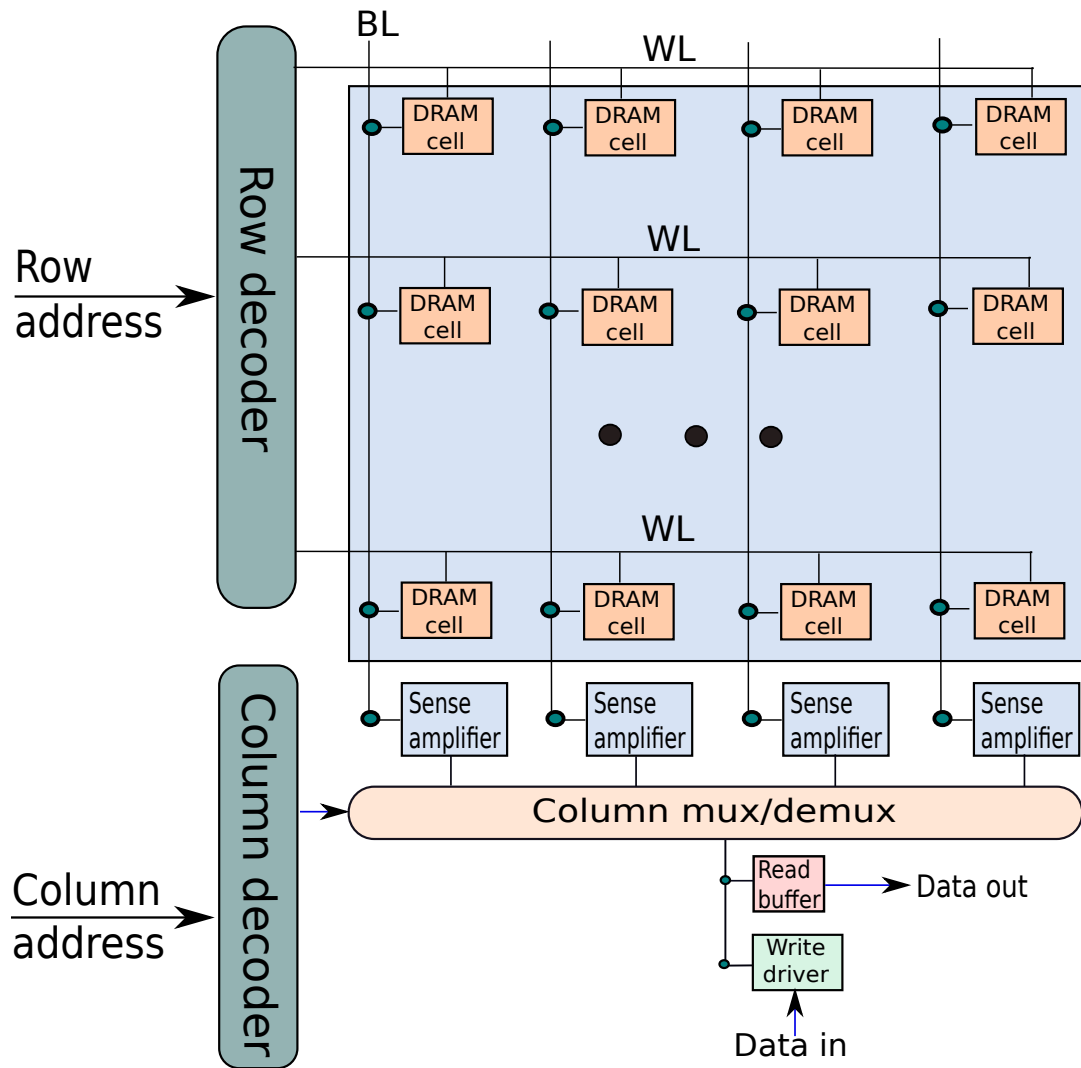 BL
WL
DRAM
cell
DRAM
cell
DRAM
cell
DRAM
cell
Row decoder
Row
address
WL
DRAM
cell
DRAM
cell
DRAM
cell
DRAM
cell
WL
DRAM
cell
DRAM
cell
DRAM
cell
DRAM
cell
Column decoder
Sense
amplifier
Sense
amplifier
Sense
amplifier
Sense
amplifier
Column mux/demux
Column
address
Read
buffer
Data out
Write
driver
Data in